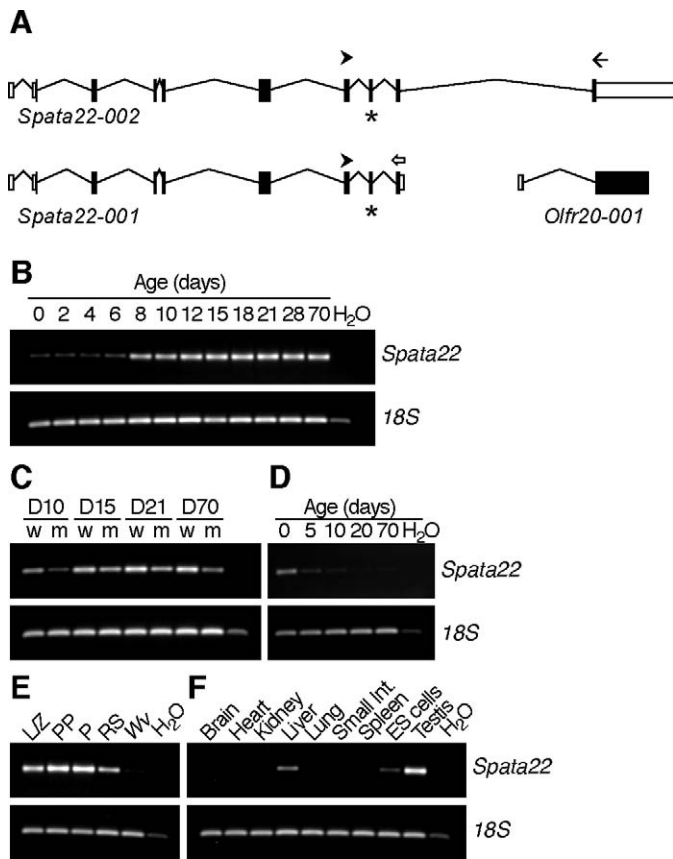 A
Spata22-002
*
Spata22-001
*
Olfr20-001
B
Age (days)
0 2 4 6 8 10 12 15 18 21 28 70 H₂O
Spata22
18S
C
D10 D15 D21 D70
w m w m w m w m
D
Age (days)
0 5 10 20 70 H₂O
Spata22
18S
E
L/Z PP P RS Wv H₂O
F
Brain Heart Kidney Liver Lung Small Int. Spleen ES cells Testis H₂O
Spata22
18S